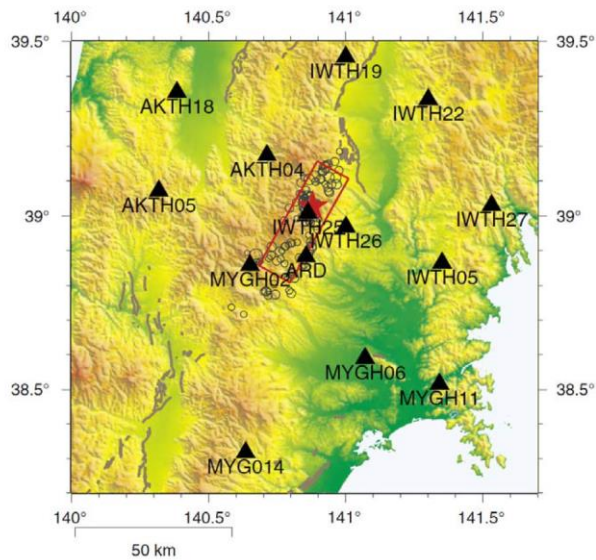 140° 140.5° 141° 141.5°
39.5° 39.5°
IWTH19
AKTH18
IWTH22
AKTH04
AKTH05
39° 39°
IWTH27
IWTH25
IWTH26
MYGH02 ARD
IWTH05
MYGH06
38.5° 38.5°
MYGH11
MYG014
140° 140.5° 141° 141.5°
50 km